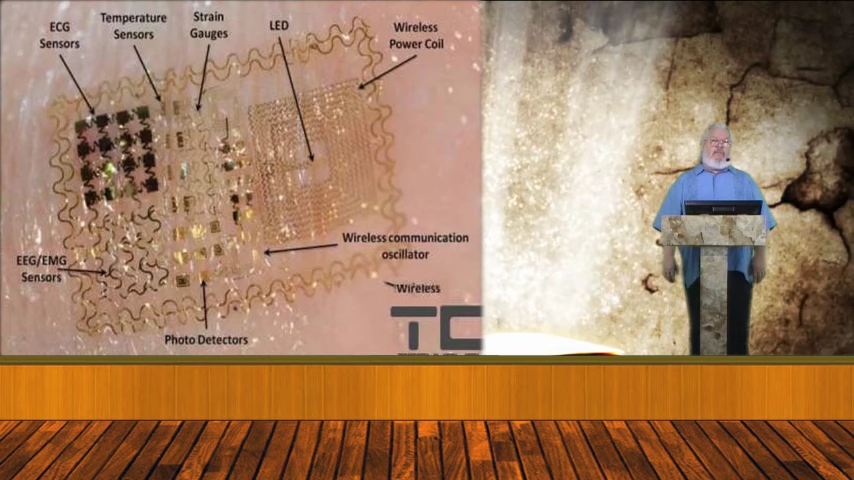 ECG
Sensors
Temperature
Sensors
Strain
Gauges
LED
Wireless
Power Coil
Wireless communication
oscillator
EEG/EMG
Sensors
Wireless
Photo Detectors
TC